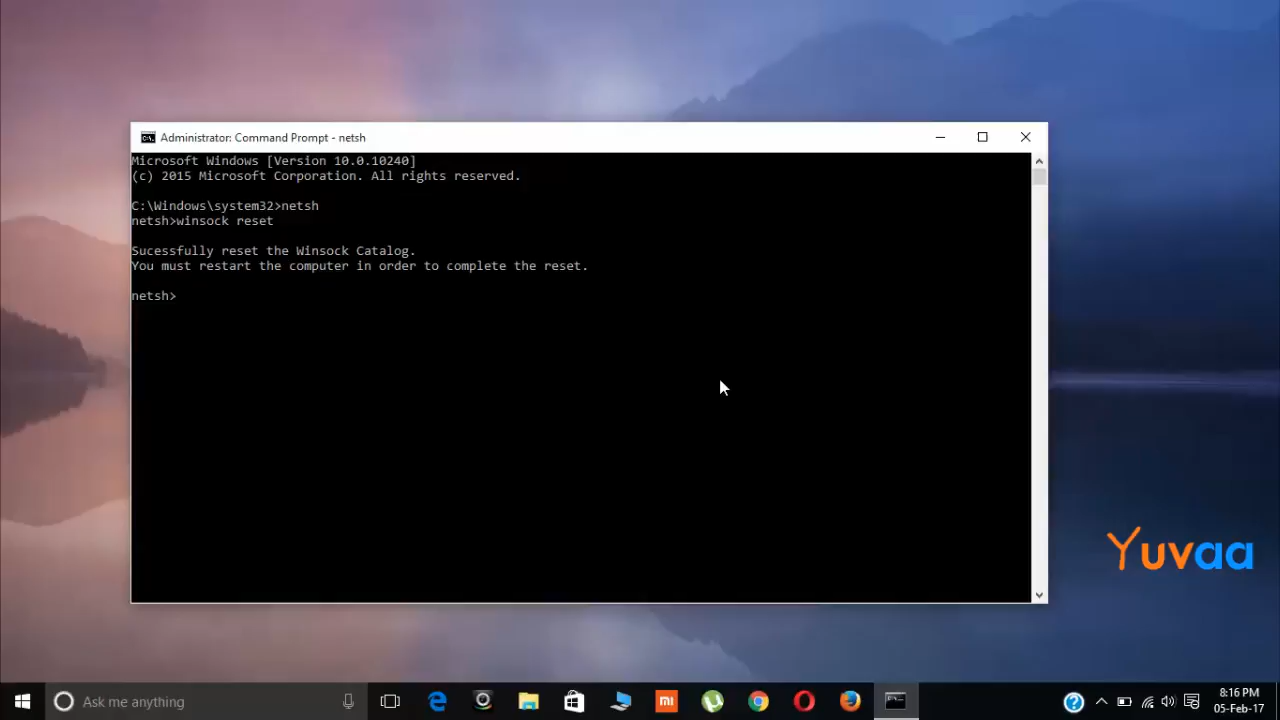 Administrator: Command Prompt - netsh
Microsoft Windows [Version 10.0.10240]
(c) 2015 Microsoft Corporation. All rights reserved.
C:\Windows\system32>netsh
netsh>winsock reset
Sucessfully reset the Winsock Catalog.
You must restart the computer in order to complete the reset.
netsh>
Yuvaa
Ask me anything
mi
8:16 PM
05-Feb-17